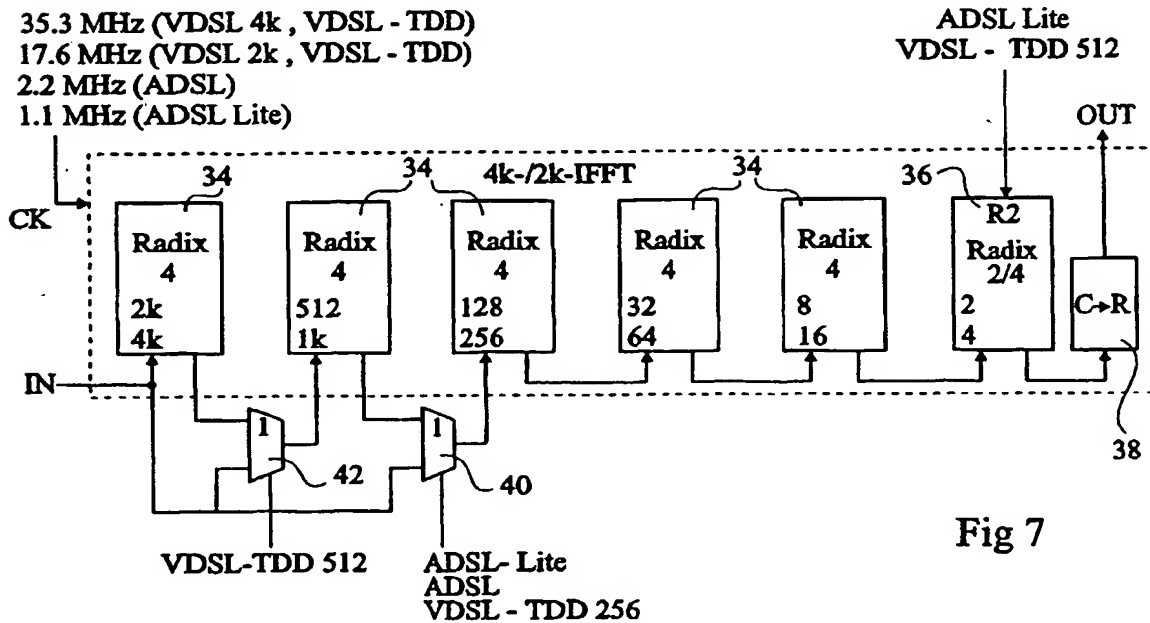 35.3 MHz (VDSL 4k , VDSL - TDD)
17.6 MHz (VDSL 2k , VDSL - TDD)
2.2 MHz (ADSL)
1.1 MHz (ADSL Lite)
ADSL Lite
VDSL - TDD 512
OUT
CK
4k-/2k-IFFT
34
34
34
36
Radix
4
2k
4k
Radix
4
512
1k
Radix
4
128
256
Radix
4
32
64
Radix
4
8
16
R2
Radix
2/4
2
4
C→R
38
IN
1
42
1
40
VDSL-TDD 512
ADSL- Lite
ADSL
VDSL - TDD 256
Fig 7